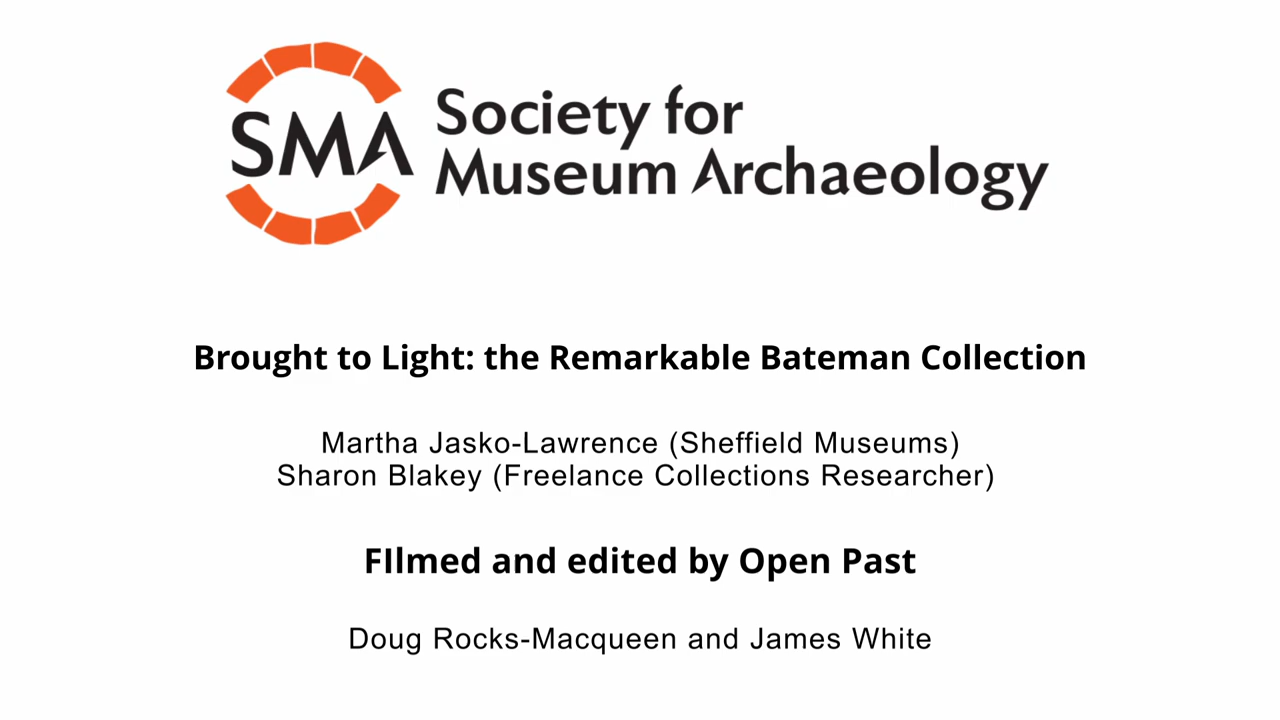 SMA
Society for
Museum Archaeology
Brought to Light: the Remarkable Bateman Collection
Martha Jasko-Lawrence (Sheffield Museums)
Sharon Blakey (Freelance Collections Researcher)
FIlmed and edited by Open Past
Doug Rocks-Macqueen and James White